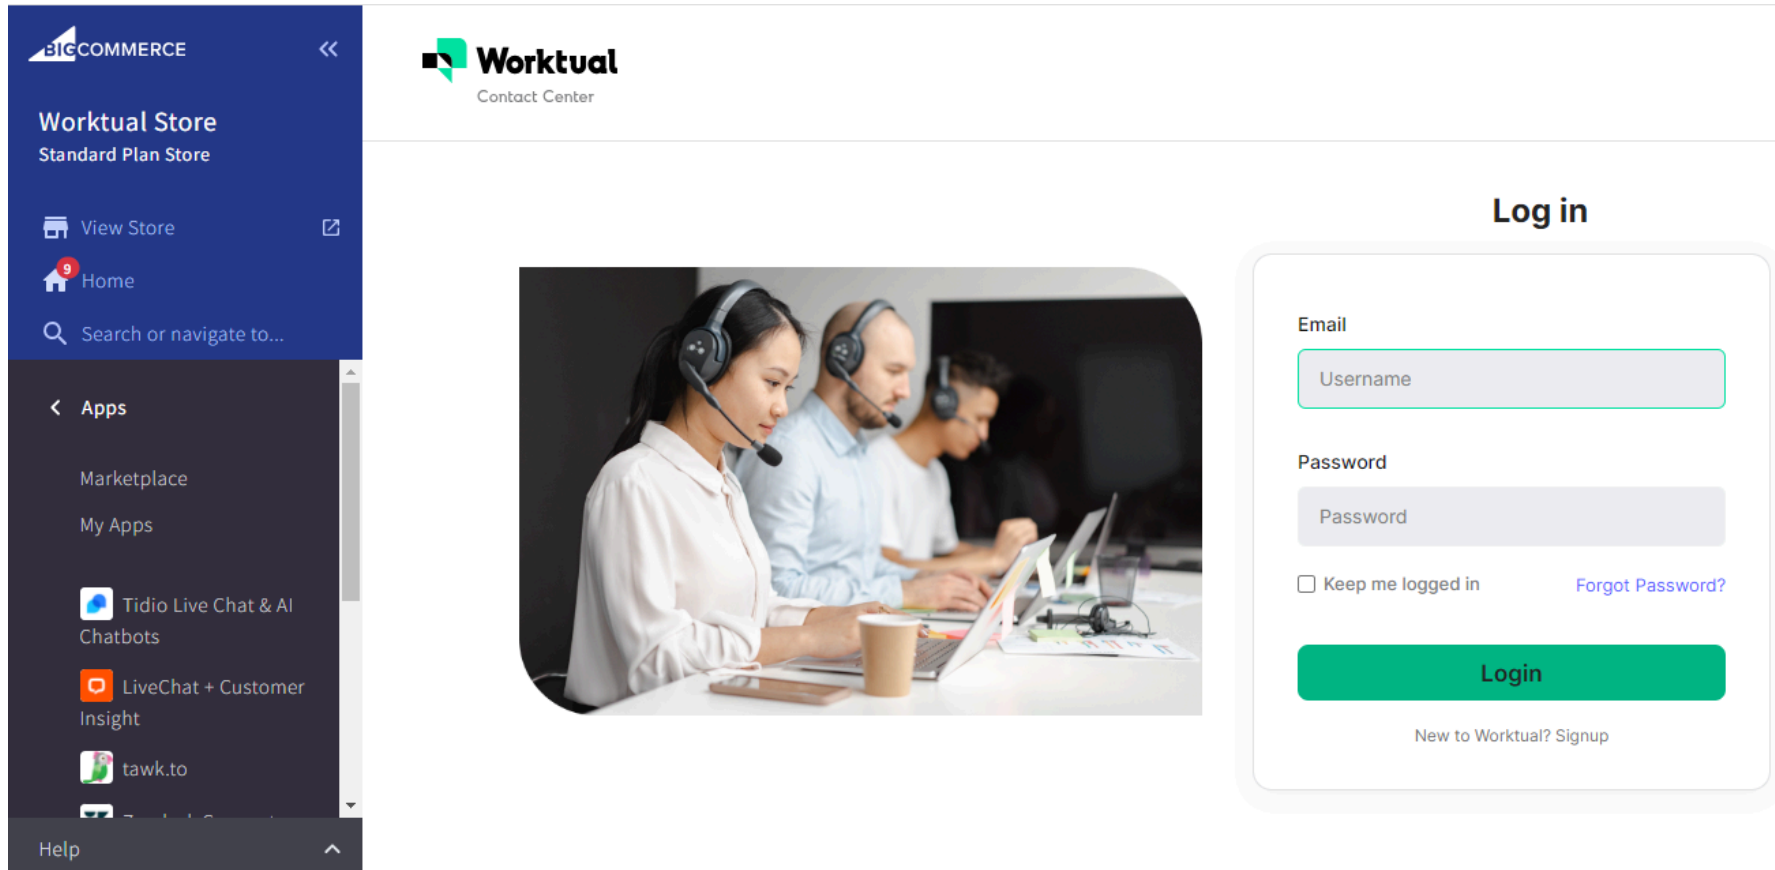 BIGCOMMERCE
Worktual Store
Standard Plan Store
View Store
9
Home
Search or navigate to...
Apps
Marketplace
My Apps
Tidio Live Chat & AI
Chatbots
LiveChat + Customer
Insight
tawk.to
Help
Worktual
Contact Center
Log in
Email
Username
Password
Password
Keep me logged in
Forgot Password?
Login
New to Worktual? Signup